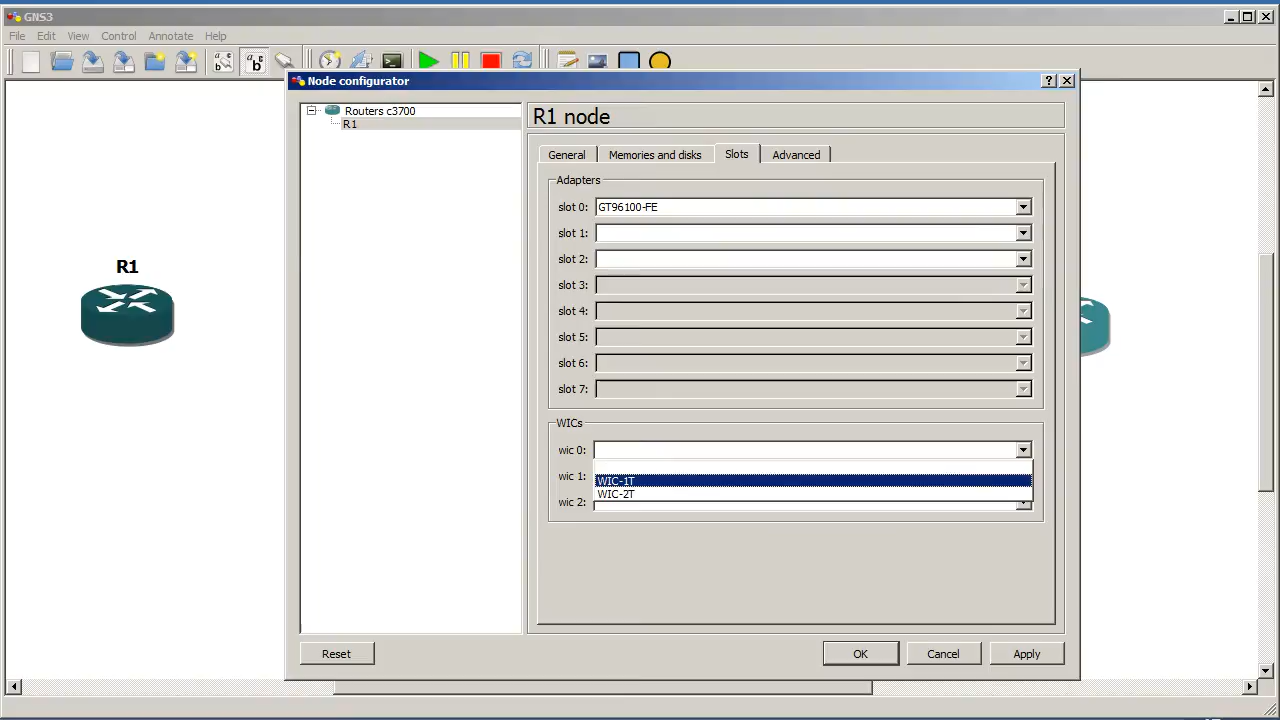 GNS3
File Edit View Control Annotate Help
Node configurator
Routers c3700
R1
R1 node
General Memories and disks Slots Advanced
Adapters
slot 0: GT96100-FE
slot 1:
slot 2:
slot 3:
slot 4:
slot 5:
slot 6:
slot 7:
WICs
wic 0:
wic 1: WIC-1T
WIC-2T
wic 2:
R1
Reset OK Cancel Apply